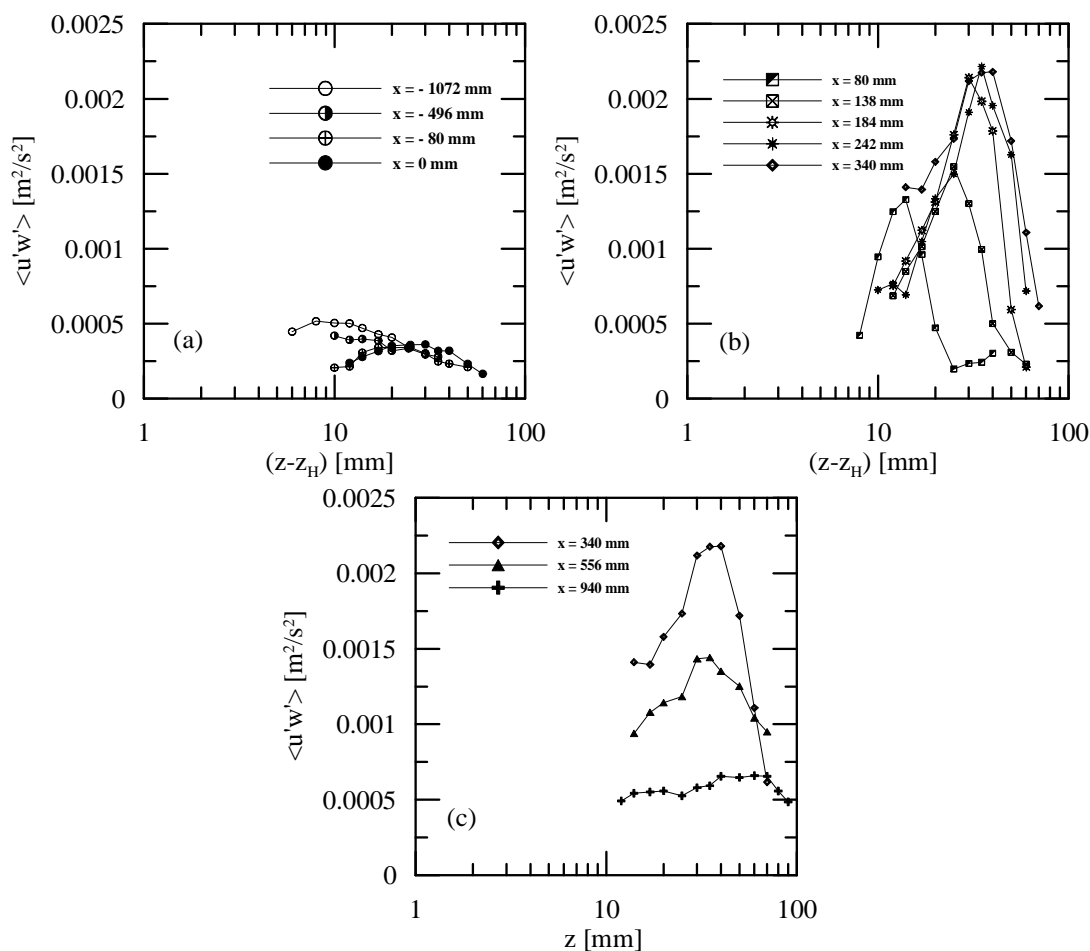 0.0025
0.002
0.0015
0.001
0.0005
0
<u'w'> [m²/s²]
x = - 1072 mm
x = - 496 mm
x = - 80 mm
x = 0 mm
(a)
1 10 100
(z-z_H) [mm]
0.0025
0.002
0.0015
0.001
0.0005
0
<u'w'> [m²/s²]
x = 80 mm
x = 138 mm
x = 184 mm
x = 242 mm
x = 340 mm
(b)
1 10 100
(z-z_H) [mm]
0.0025
0.002
0.0015
0.001
0.0005
0
<u'w'> [m²/s²]
x = 340 mm
x = 556 mm
x = 940 mm
(c)
1 10 100
z [mm]